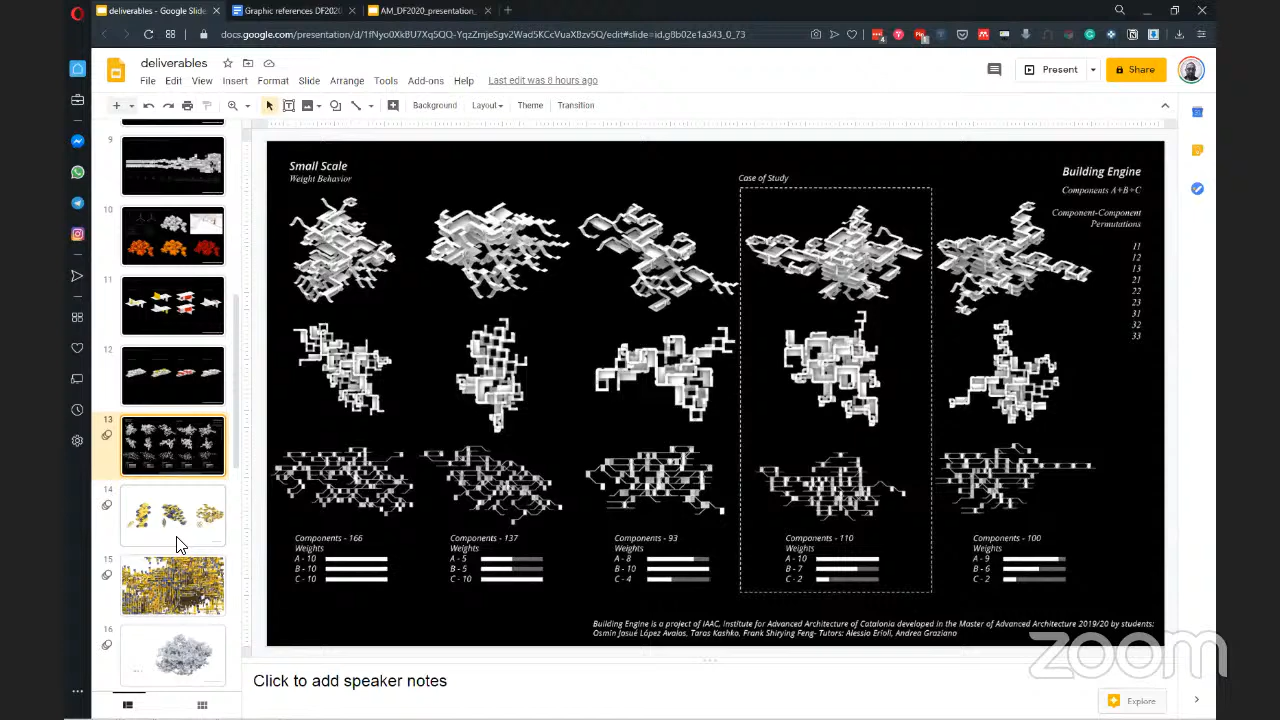 deliverables - Google Slide
Graphic references DF2020
AM_DF2020_presentation_
docs.google.com/presentation/d/1fNyo0XkBU7Xq5QQ-YqzZmjeSgv2Wad5KCcVuaXBzv5Q/edit#slide=id.g8b02e1a343_0_73
deliverables
File Edit View Insert Format Slide Arrange Tools Add-ons Help Last edit was 8 hours ago
Present
Share
Background Layout Theme Transition
9
10
11
12
13
14
15
16
Small Scale
Weight Behavior
Case of Study
Building Engine
Components A+B+C
Component-Component
Permutations
11
12
13
21
22
23
31
32
33
Components - 166
Weights
A - 10
B - 10
C - 10
Components - 137
Weights
A - 5
B - 5
C - 10
Components - 93
Weights
A - 8
B - 10
C - 4
Components - 110
Weights
A - 10
B - 7
C - 2
Components - 100
Weights
A - 9
B - 6
C - 2
Building Engine is a project of IAAC, Institute for Advanced Architecture of Catalonia developed in the Master of Advanced Architecture 2019/20 by students:
Osmín Josué López Avalos, Taras Kashko, Frank Shirying Feng- Tutors: Alessio Erioli, Andrea Graziano
zoom
Click to add speaker notes
Explore